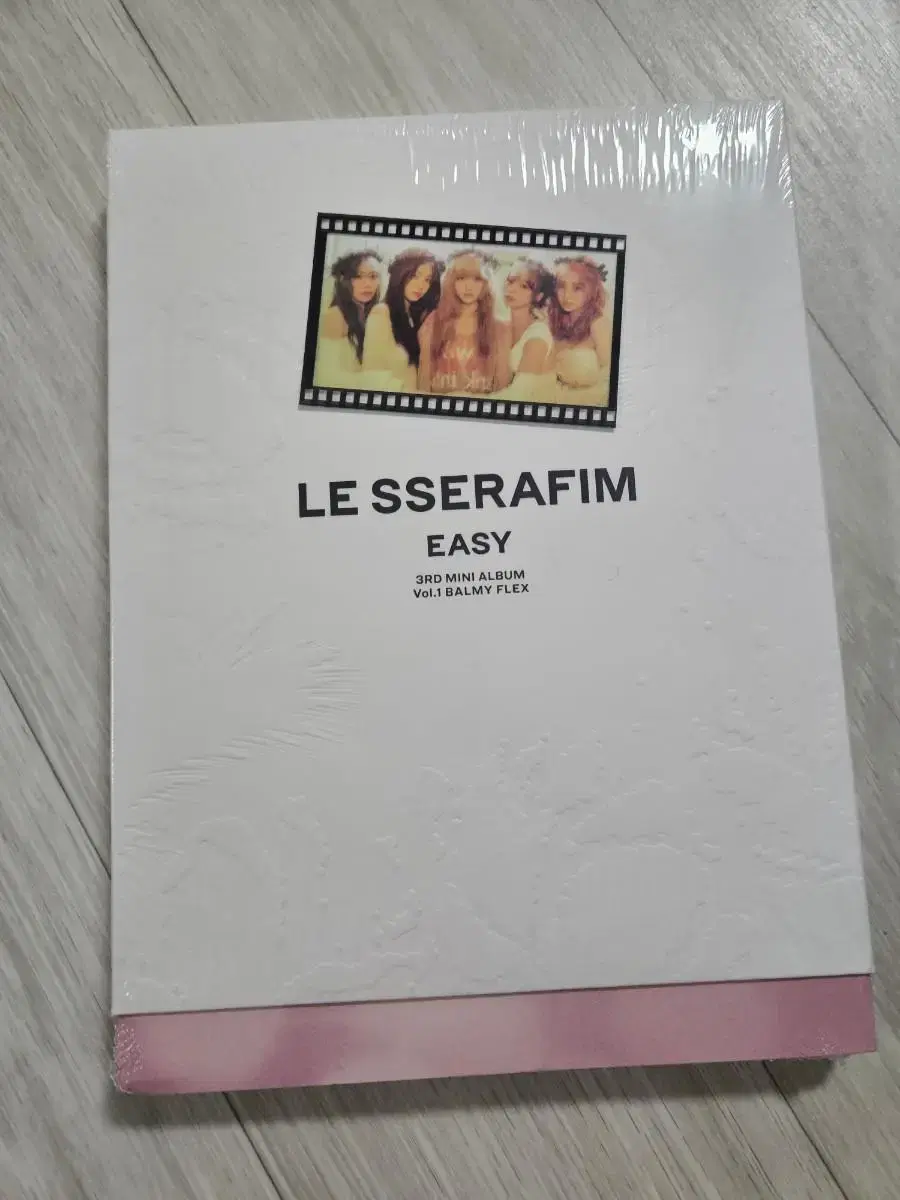 LE SSERAFIM
EASY
3RD MINI ALBUM
Vol.1 BALMY FLEX